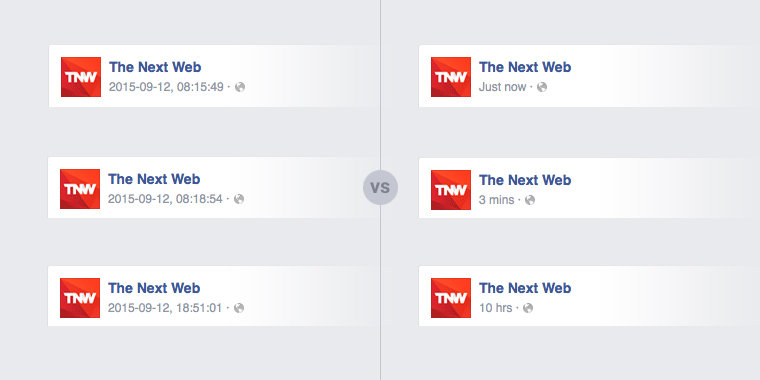 TNW
The Next Web
2015-09-12, 08:15:49 ·
TNW
The Next Web
2015-09-12, 08:18:54 ·
TNW
The Next Web
2015-09-12, 18:51:01 ·
VS
TNW
The Next Web
Just now ·
TNW
The Next Web
3 mins ·
TNW
The Next Web
10 hrs ·